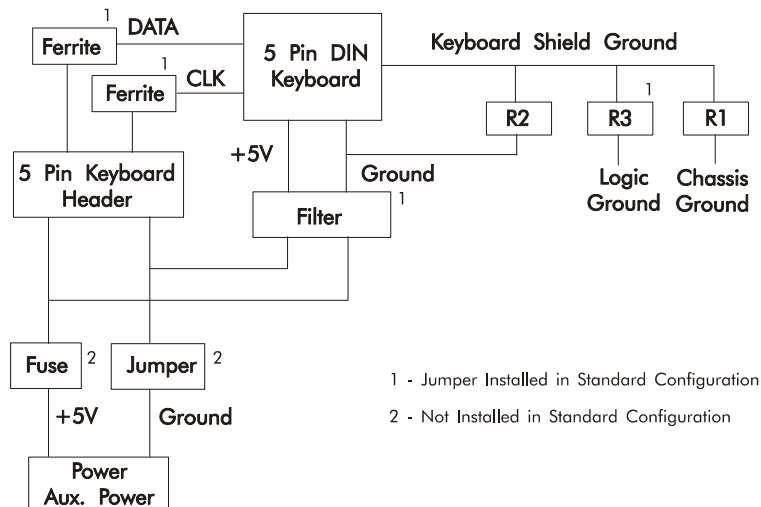 1
DATA
Ferrite
1
CLK
Ferrite
5 Pin DIN
Keyboard
Keyboard Shield Ground
R2
1
R3
R1
Logic
Ground
Chassis
Ground
+5V
Ground
5 Pin Keyboard
Header
Filter
1
Fuse
2
Jumper
2
+5V
Ground
Power
Aux. Power
1 - Jumper Installed in Standard Configuration
2 - Not Installed in Standard Configuration